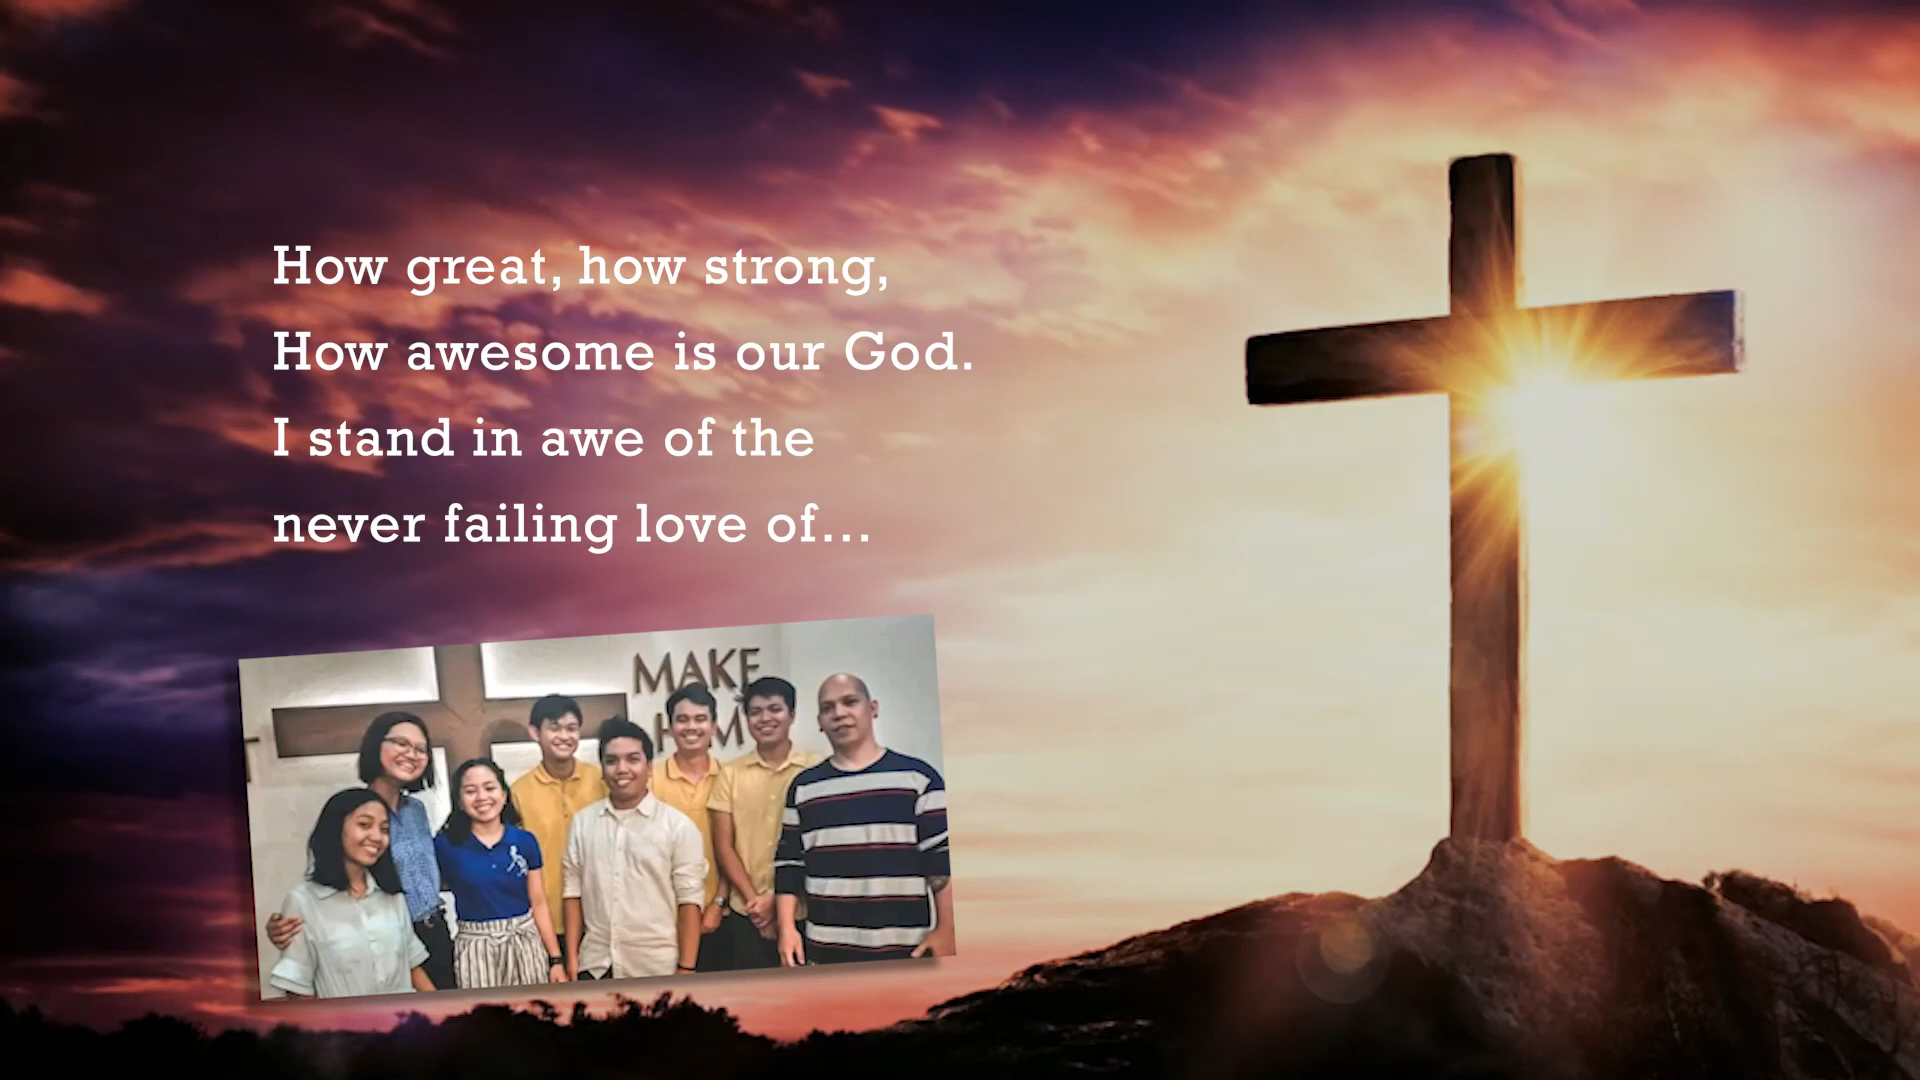 How great, how strong,
How awesome is our God.
I stand in awe of the
never failing love of...
MAKE